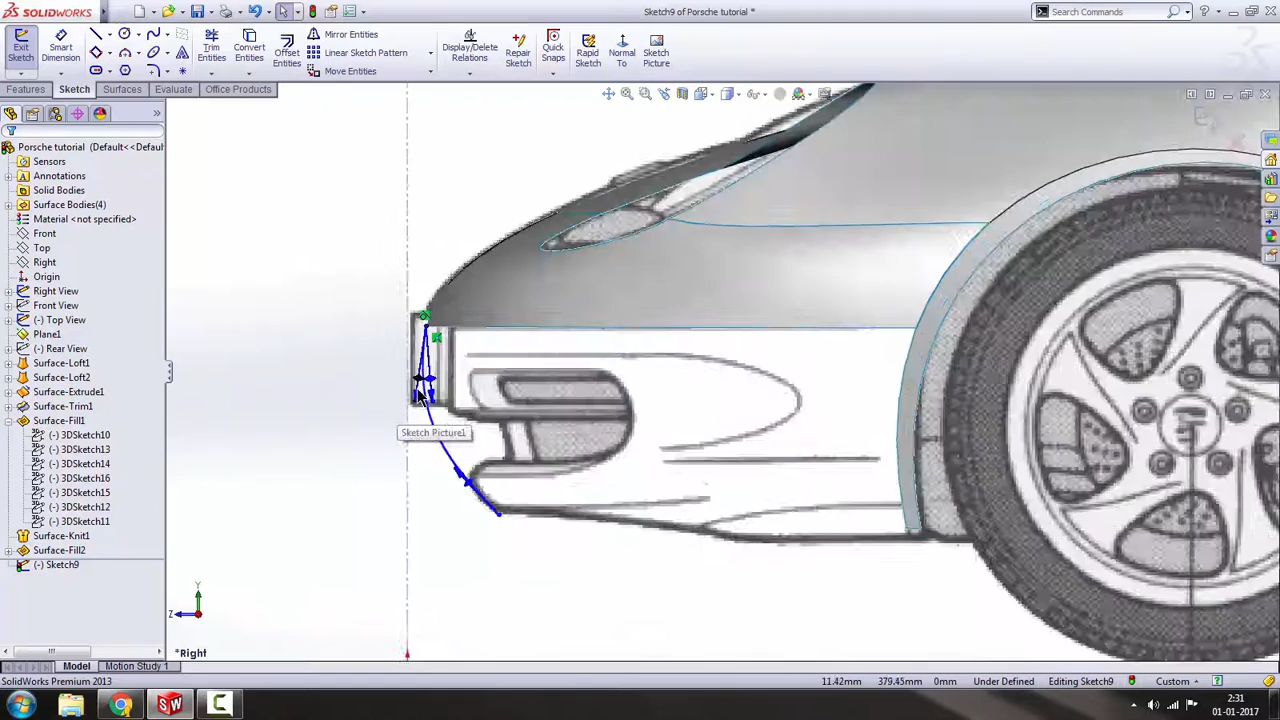 SOLIDWORKS
Sketch9 of Porsche tutorial *
Search Commands
Exit Sketch
Smart Dimension
Trim Entities
Convert Entities
Offset Entities
Mirror Entities
Linear Sketch Pattern
Move Entities
Display/Delete Relations
Repair Sketch
Quick Snaps
Rapid Sketch
Normal To
Sketch Picture
Features
Sketch
Surfaces
Evaluate
Office Products
Porsche tutorial (Default<<Defaul
Sensors
Annotations
Solid Bodies
Surface Bodies(4)
Material <not specified>
Front
Top
Right
Origin
Right View
Front View
(-) Top View
Plane1
(-) Rear View
Surface-Loft1
Surface-Loft2
Surface-Extrude1
Surface-Trim1
Surface-Fill1
(-) 3DSketch10
(-) 3DSketch13
(-) 3DSketch14
(-) 3DSketch16
(-) 3DSketch15
(-) 3DSketch12
(-) 3DSketch11
Surface-Knit1
Surface-Fill2
(-) Sketch9
Sketch Picture1
Y
Z
*Right
Model
Motion Study 1
SolidWorks Premium 2013
11.42mm
379.45mm
0mm
Under Defined
Editing Sketch9
Custom
2:31
01-01-2017